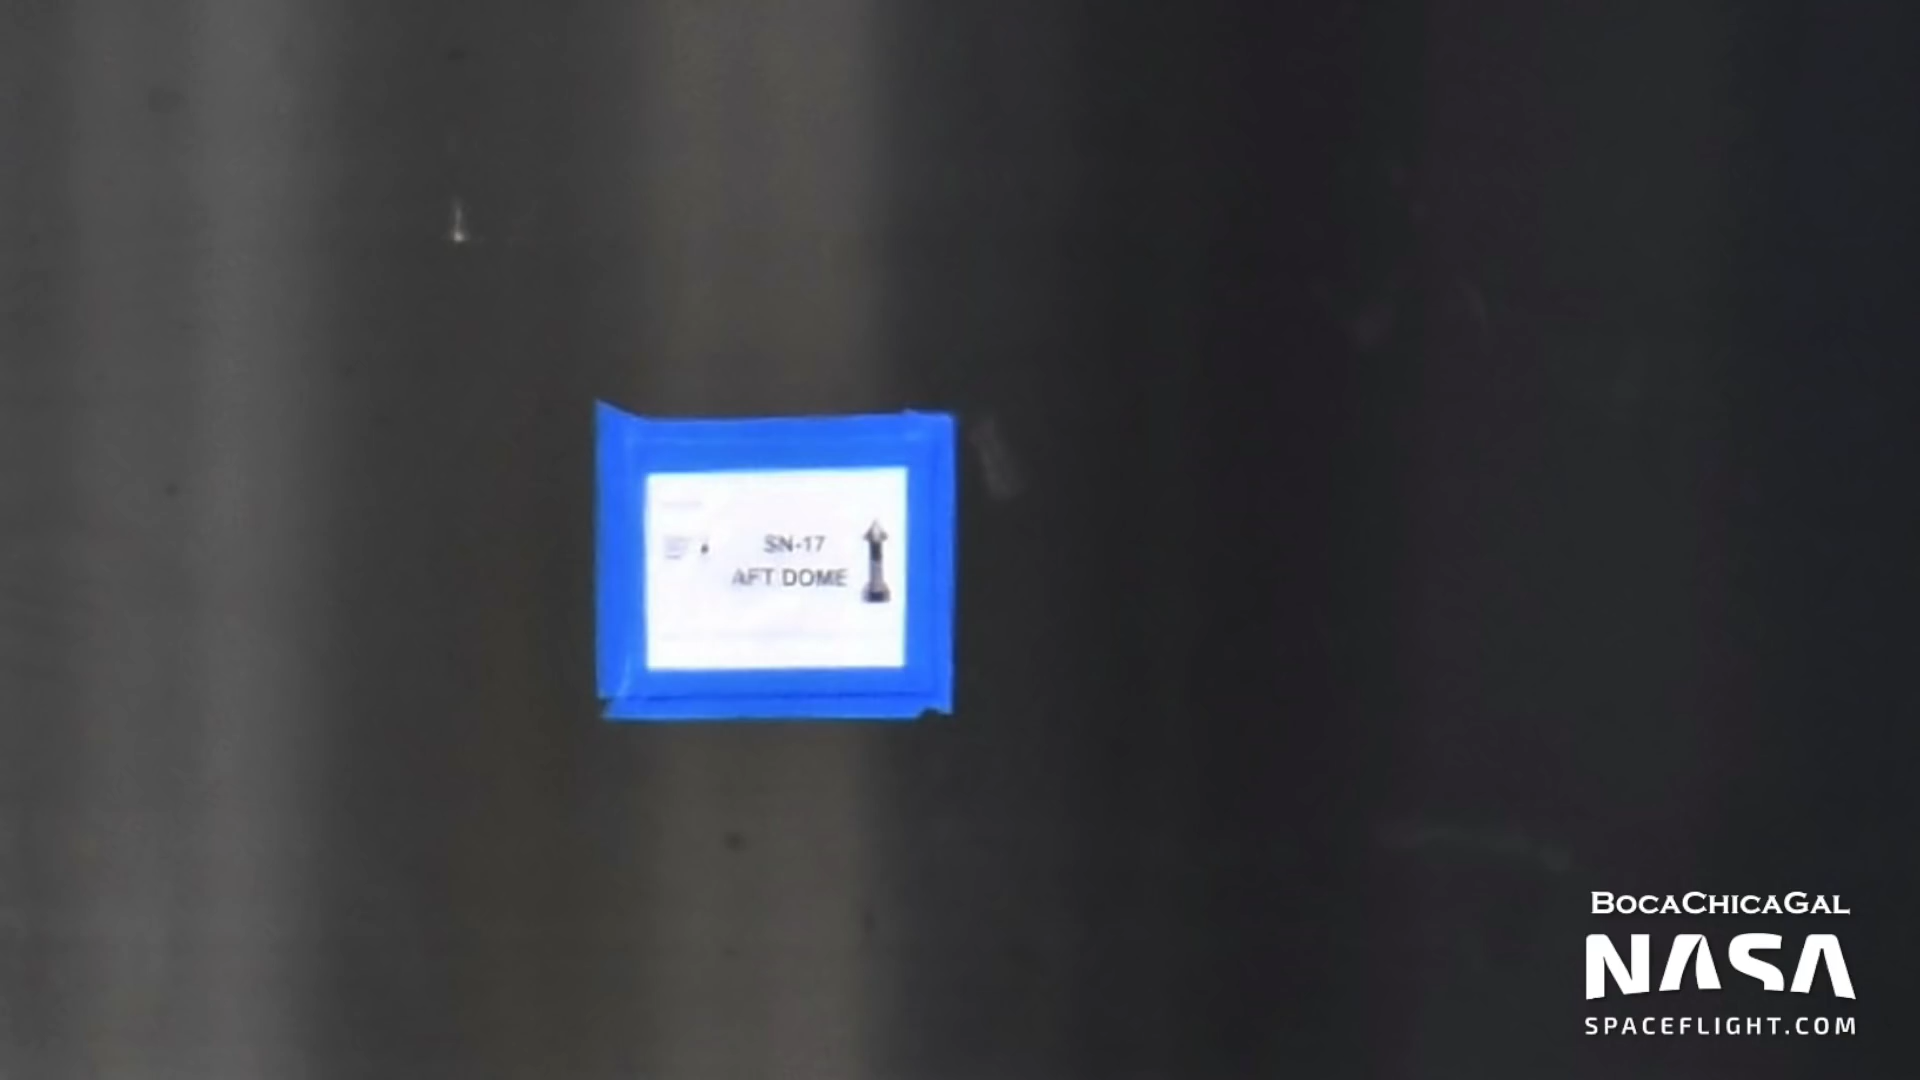 SN-17
AFT DOME
BOCACHICAGAL
NASA
SPACEFLIGHT.COM